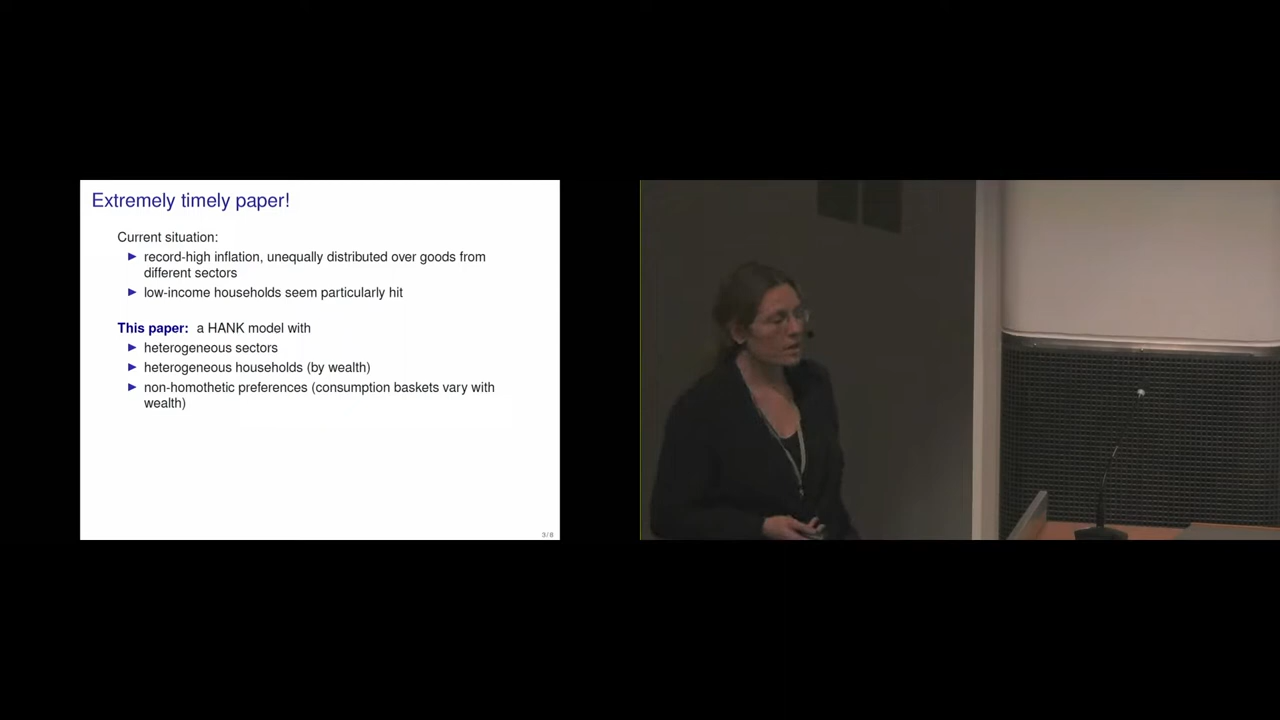 Extremely timely paper!
Current situation:
record-high inflation, unequally distributed over goods from
different sectors
low-income households seem particularly hit
This paper: a HANK model with
heterogeneous sectors
heterogeneous households (by wealth)
non-homothetic preferences (consumption baskets vary with
wealth)
3/8